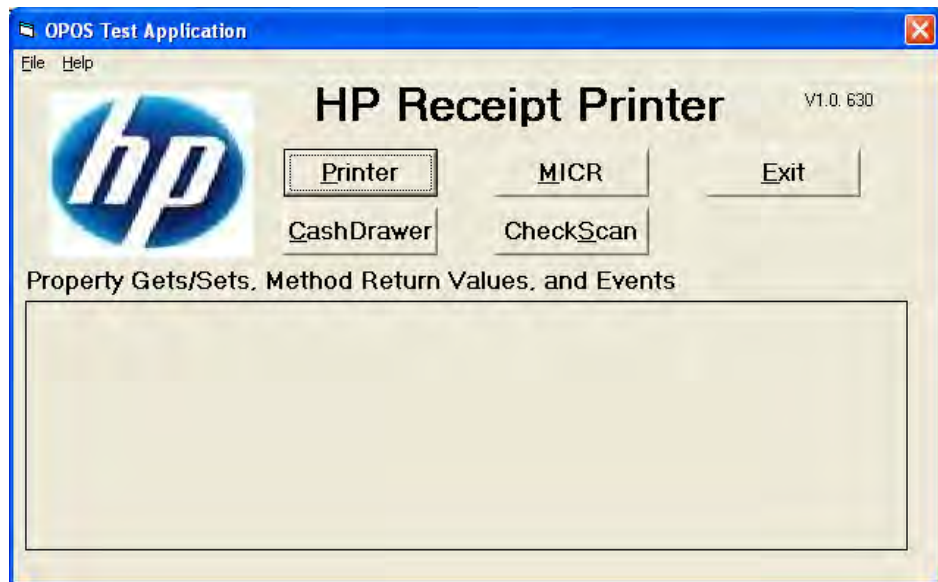 OPOS Test Application
File Help
hp
HP Receipt Printer
V1.0. 630
Printer MICR Exit
CashDrawer CheckScan
Property Gets/Sets, Method Return Values, and Events